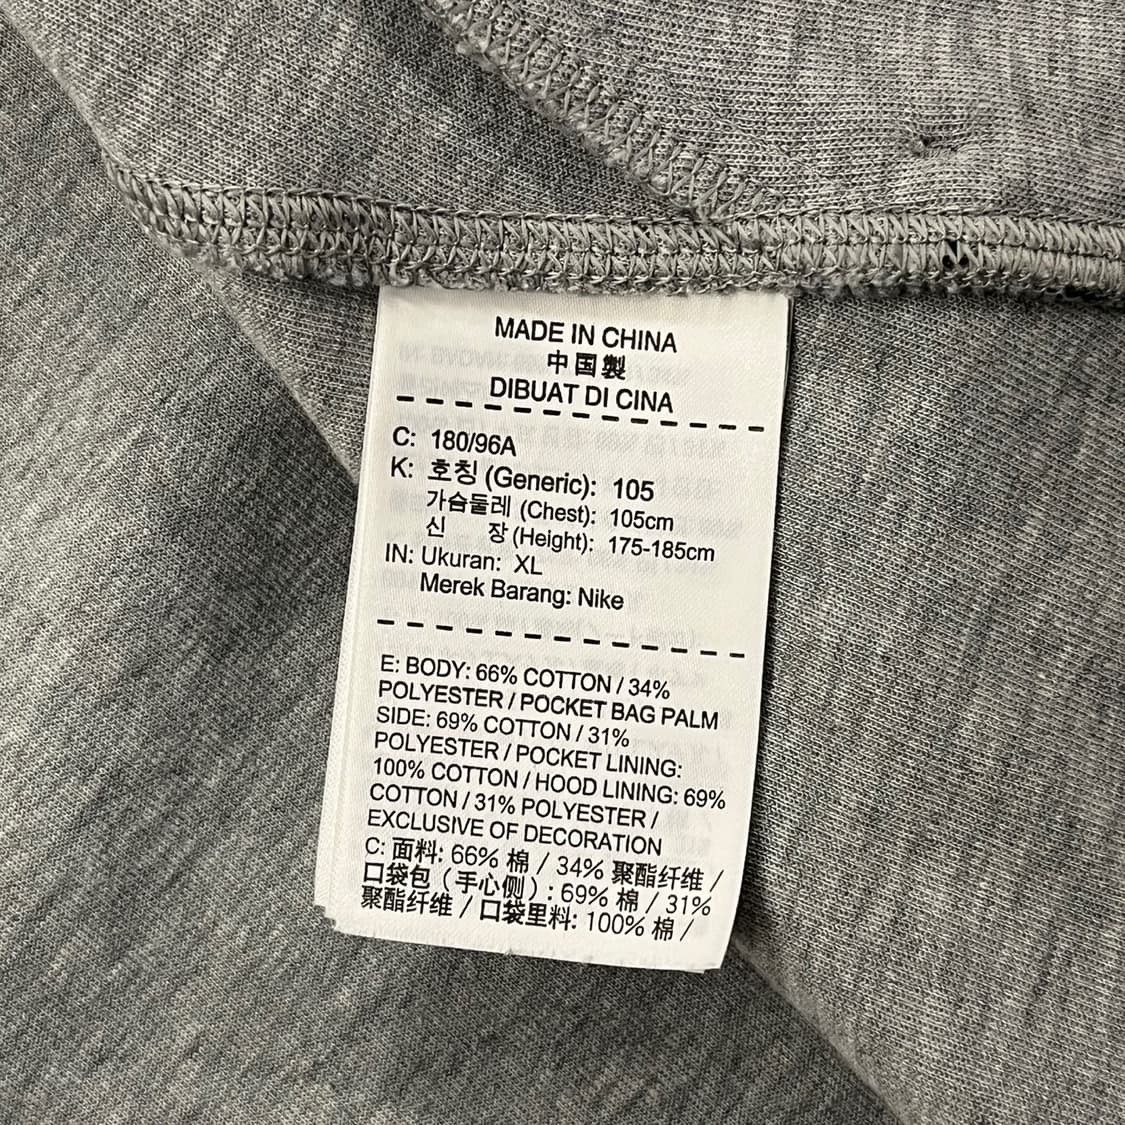 MADE IN CHINA
中国製
DIBUAT DI CINA
C: 180/96A
K: 호칭 (Generic): 105
가슴둘레 (Chest): 105cm
신 장 (Height): 175-185cm
IN: Ukuran: XL
Merek Barang: Nike
E: BODY: 66% COTTON / 34%
POLYESTER / POCKET BAG PALM
SIDE: 69% COTTON / 31%
POLYESTER / POCKET LINING:
100% COTTON / HOOD LINING: 69%
COTTON / 31% POLYESTER /
EXCLUSIVE OF DECORATION
C: 面料: 66% 棉 / 34% 聚酯纤维 /
口袋包（手心侧）: 69% 棉 / 31%
聚酯纤维 / 口袋里料: 100% 棉 /